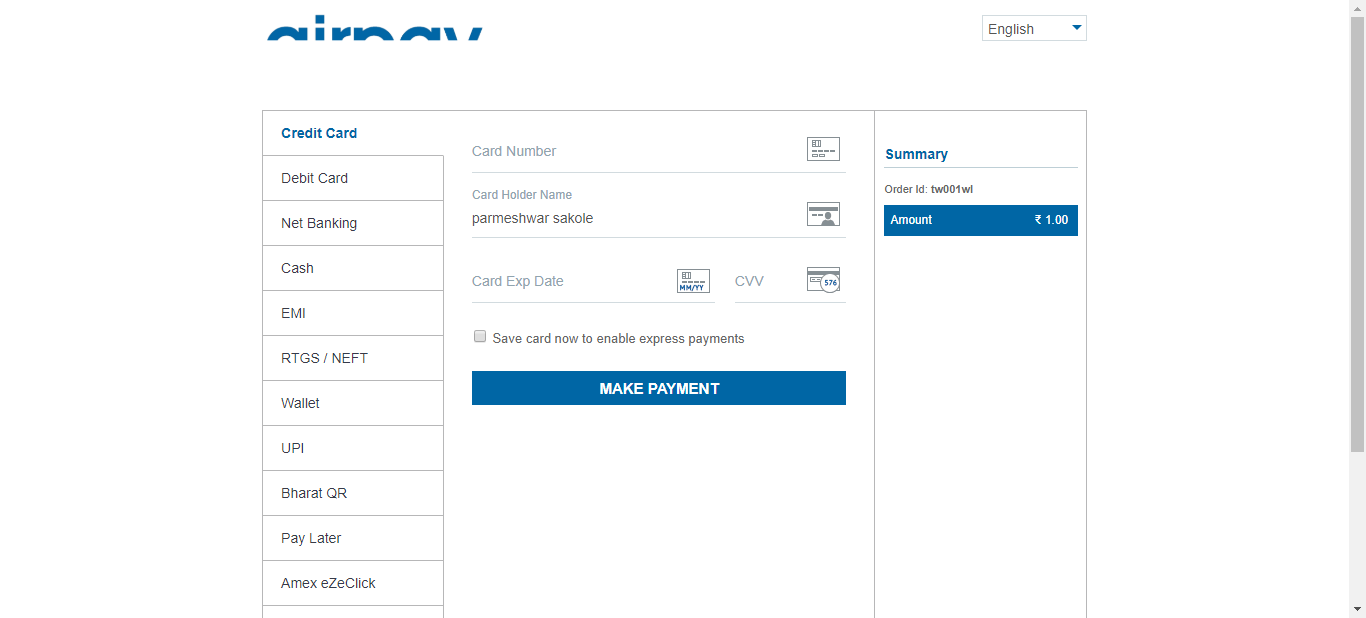 airpay
English
Credit Card
Debit Card
Net Banking
Cash
EMI
RTGS / NEFT
Wallet
UPI
Bharat QR
Pay Later
Amex eZeClick
Card Number
Card Holder Name
parmeshwar sakole
Card Exp Date
MM/YY
CVV
576
Save card now to enable express payments
MAKE PAYMENT
Summary
Order Id: tw001wl
Amount ₹ 1.00